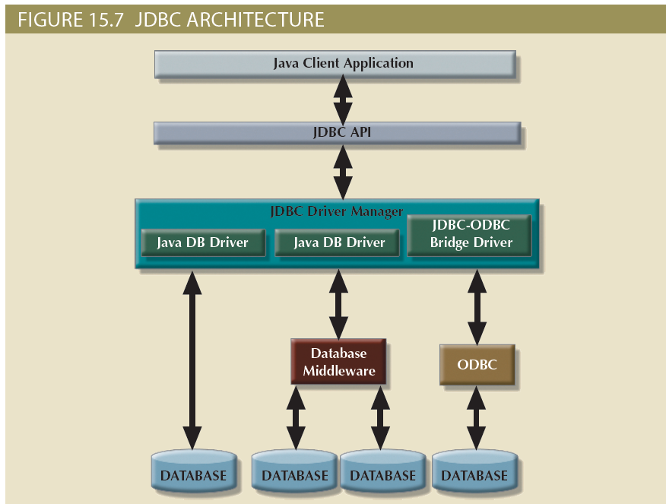 FIGURE 15.7 JDBC ARCHITECTURE
Java Client Application
JDBC API
JDBC Driver Manager
Java DB Driver
Java DB Driver
JDBC-ODBC
Bridge Driver
Database
Middleware
ODBC
DATABASE
DATABASE
DATABASE
DATABASE